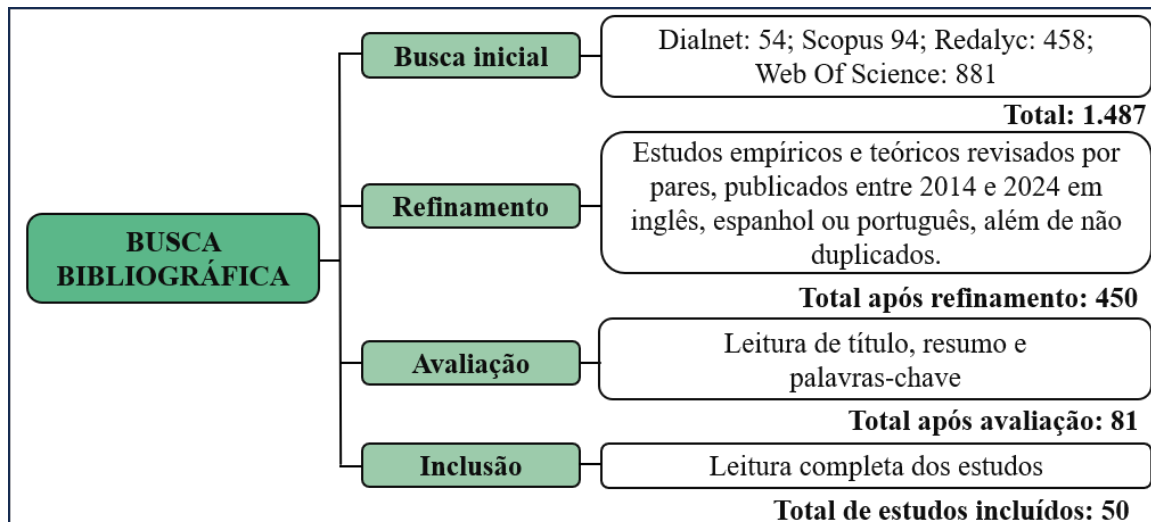 Busca inicial
Dialnet: 54; Scopus 94; Redalyc: 458;
Web Of Science: 881
Total: 1.487
Refinamento
Estudos empíricos e teóricos revisados por
pares, publicados entre 2014 e 2024 em
inglês, espanhol ou português, além de não
duplicados.
Total após refinamento: 450
BUSCA
BIBLIOGRÁFICA
Avaliação
Leitura de título, resumo e
palavras-chave
Total após avaliação: 81
Inclusão
Leitura completa dos estudos
Total de estudos incluídos: 50